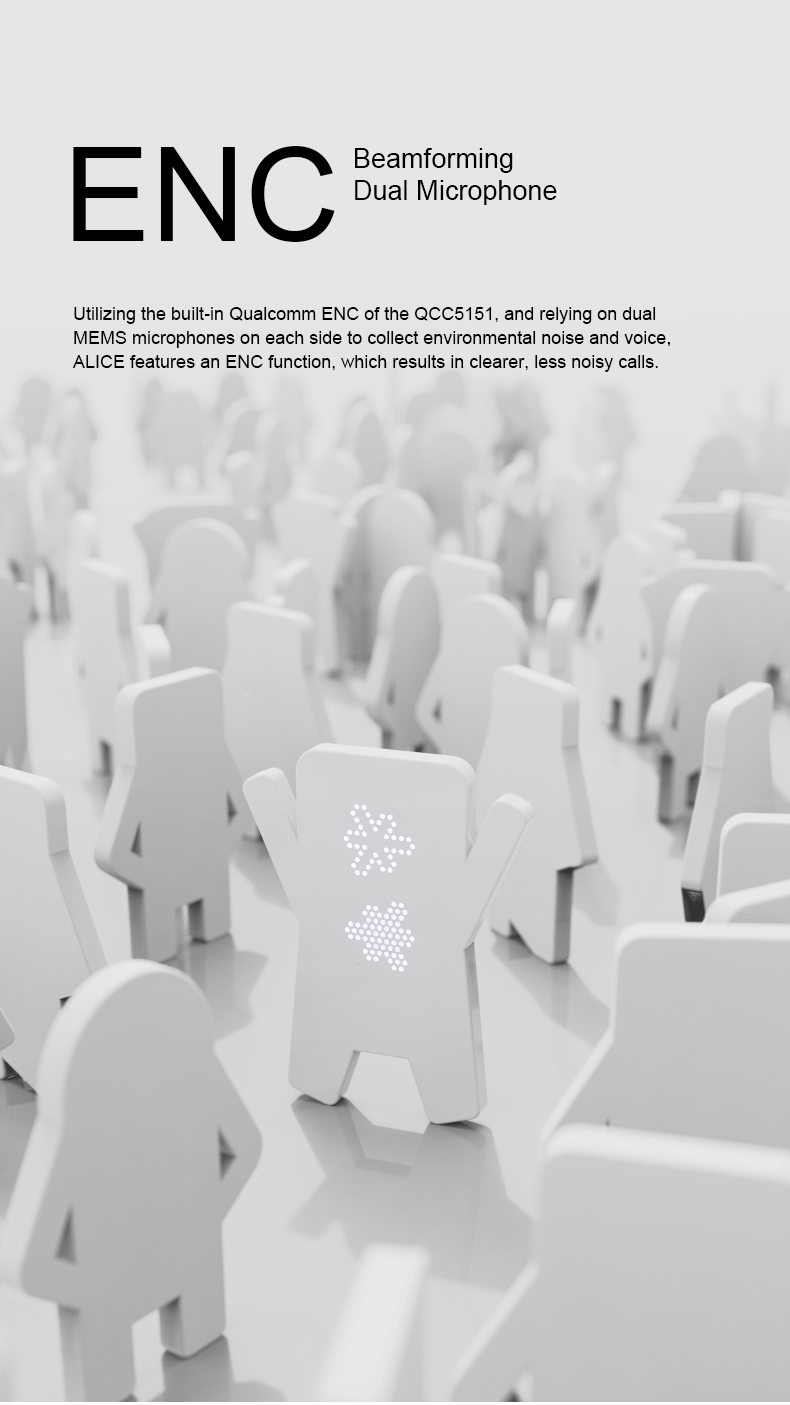 ENC
Beamforming
Dual Microphone
Utilizing the built-in Qualcomm ENC of the QCC5151, and relying on dual
MEMS microphones on each side to collect environmental noise and voice,
ALICE features an ENC function, which results in clearer, less noisy calls.